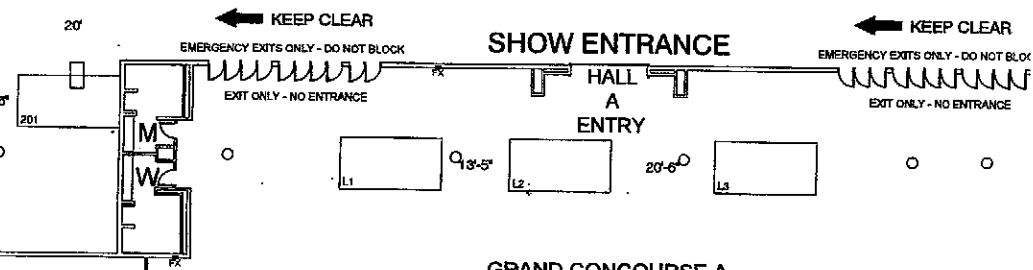 20'
KEEP CLEAR
KEEP CLEAR
EMERGENCY EXITS ONLY - DO NOT BLOCK
SHOW ENTRANCE
EMERGENCY EXITS ONLY - DO NOT BLOC
FX
HALL
A
ENTRY
EXIT ONLY - NO ENTRANCE
EXIT ONLY - NO ENTRANCE
201
M
W
13'-5"
20'-6"
L1
L2
L3
FX
GRAND CONCOURSE A